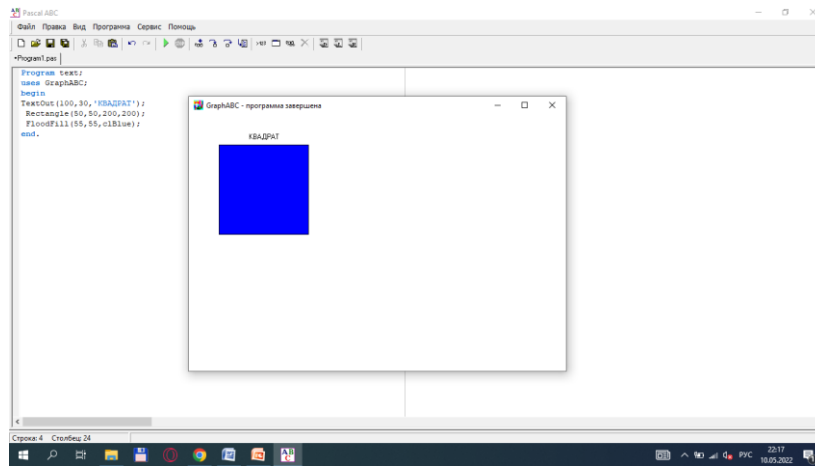 Pascal ABC
Файл Правка Вид Программа Сервис Помощь
•Program1.pas
Program text;
uses GraphABC;
begin
TextOut(100,30,'КВАДРАТ');
Rectangle(50,50,200,200);
FloodFill(55,55,clBlue);
end.
GraphABC - программа завершена
КВАДРАТ
Строка: 4 Столбец: 24
РУС
22:17
10.05.2022